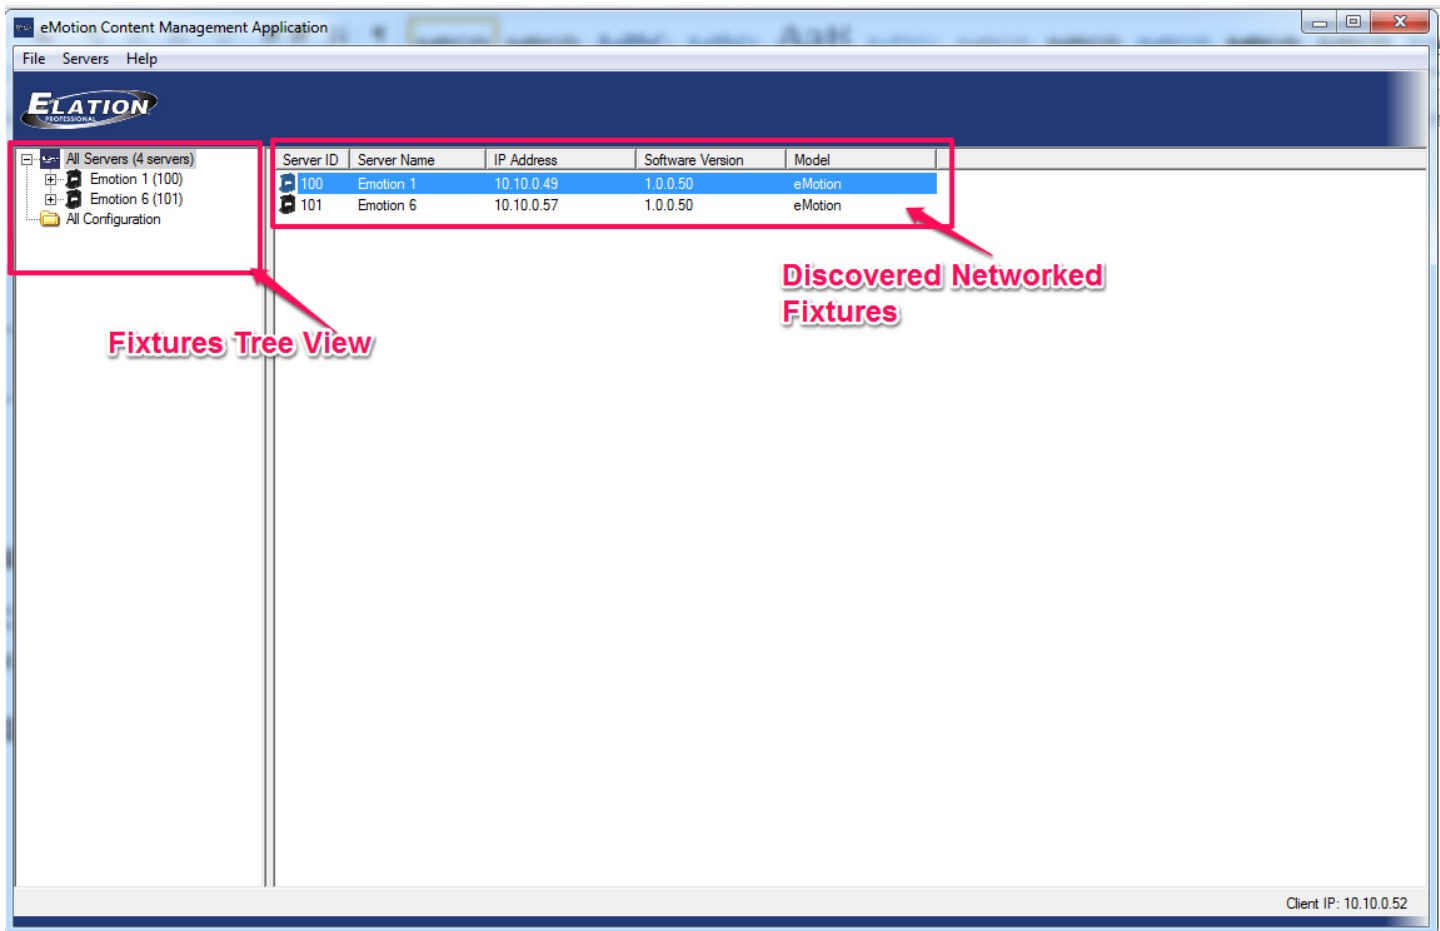 eMotion Content Management Application
File Servers Help
ELATION
PROFESSIONAL
All Servers (4 servers)
Emotion 1 (100)
Emotion 6 (101)
All Configuration
Server ID Server Name IP Address Software Version Model
100 Emotion 1 10.10.0.49 1.0.0.50 eMotion
101 Emotion 6 10.10.0.57 1.0.0.50 eMotion
Discovered Networked
Fixtures
Fixtures Tree View
Client IP: 10.10.0.52